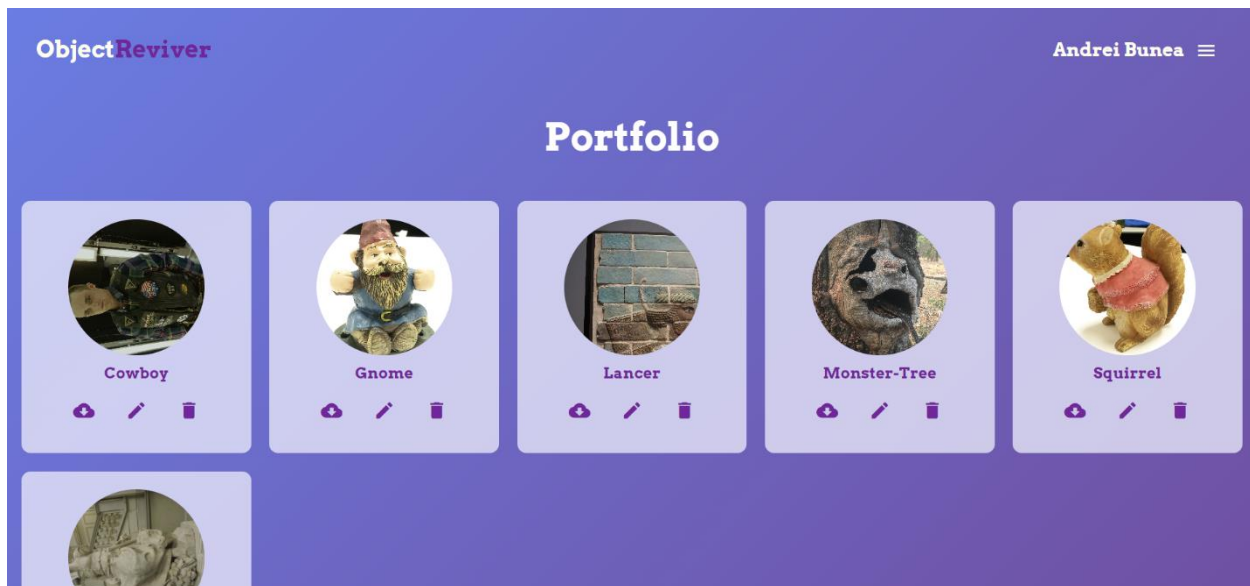 ObjectReviver
Andrei Bunea
Portfolio
Cowboy
Gnome
Lancer
Monster-Tree
Squirrel